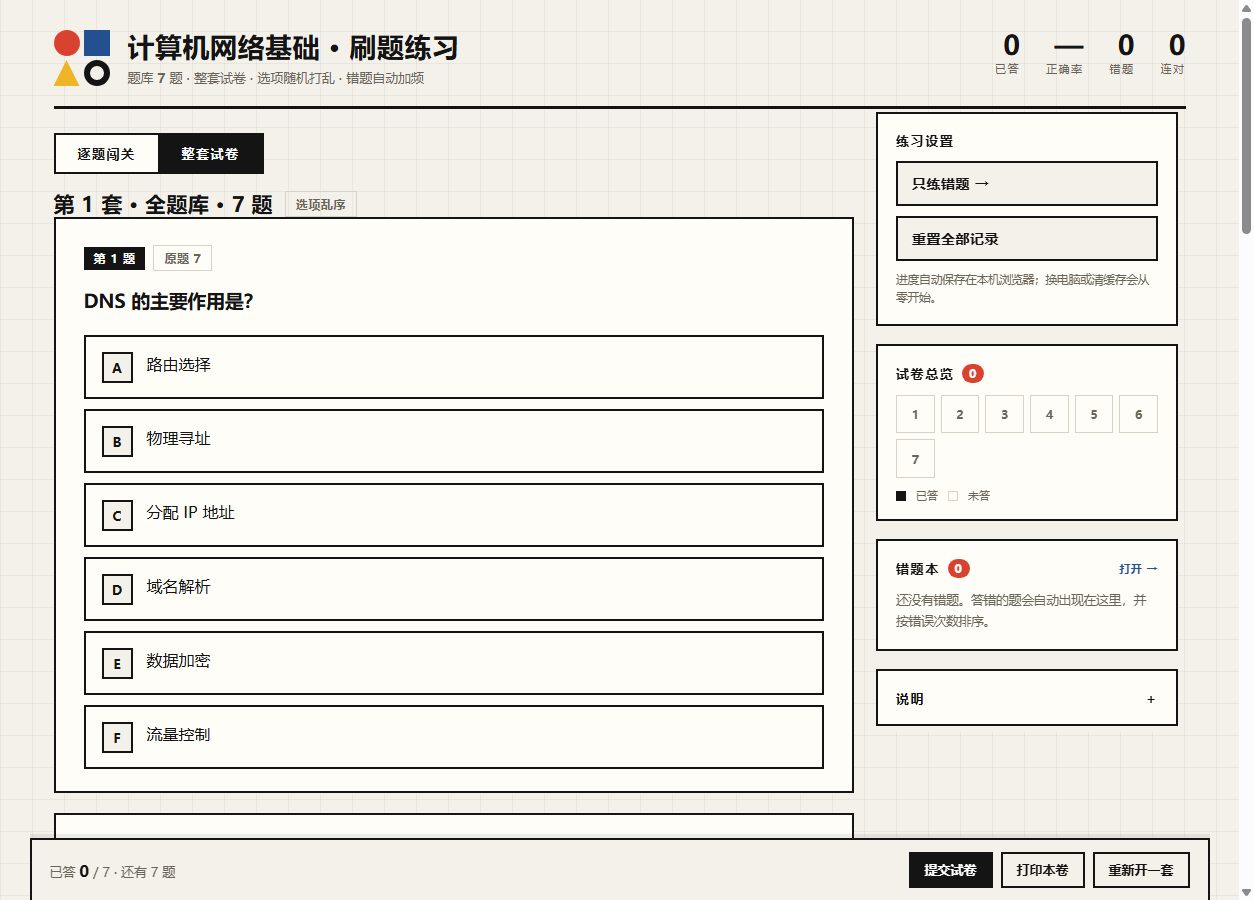 计算机网络基础 · 刷题练习
题库 7 题 · 整套试卷 · 选项随机打乱 · 错题自动加频
0 — 0 0
已答 正确率 错题 连对
逐题闯关 整套试卷
第 1 套 · 全题库 · 7 题 选项乱序
第 1 题 原题 7
DNS 的主要作用是?
A 路由选择
B 物理寻址
C 分配 IP 地址
D 域名解析
E 数据加密
F 流量控制
练习设置
只练错题 →
重置全部记录
进度自动保存在本机浏览器；换电脑或清缓存会从
零开始。
试卷总览 0
1 2 3 4 5 6
7
已答 未答
错题本 0 打开 →
还没有错题。答错的题会自动出现在这里，并
按错误次数排序。
说明 +
已答 0 / 7 · 还有 7 题
提交试卷 打印本卷 重新开一套